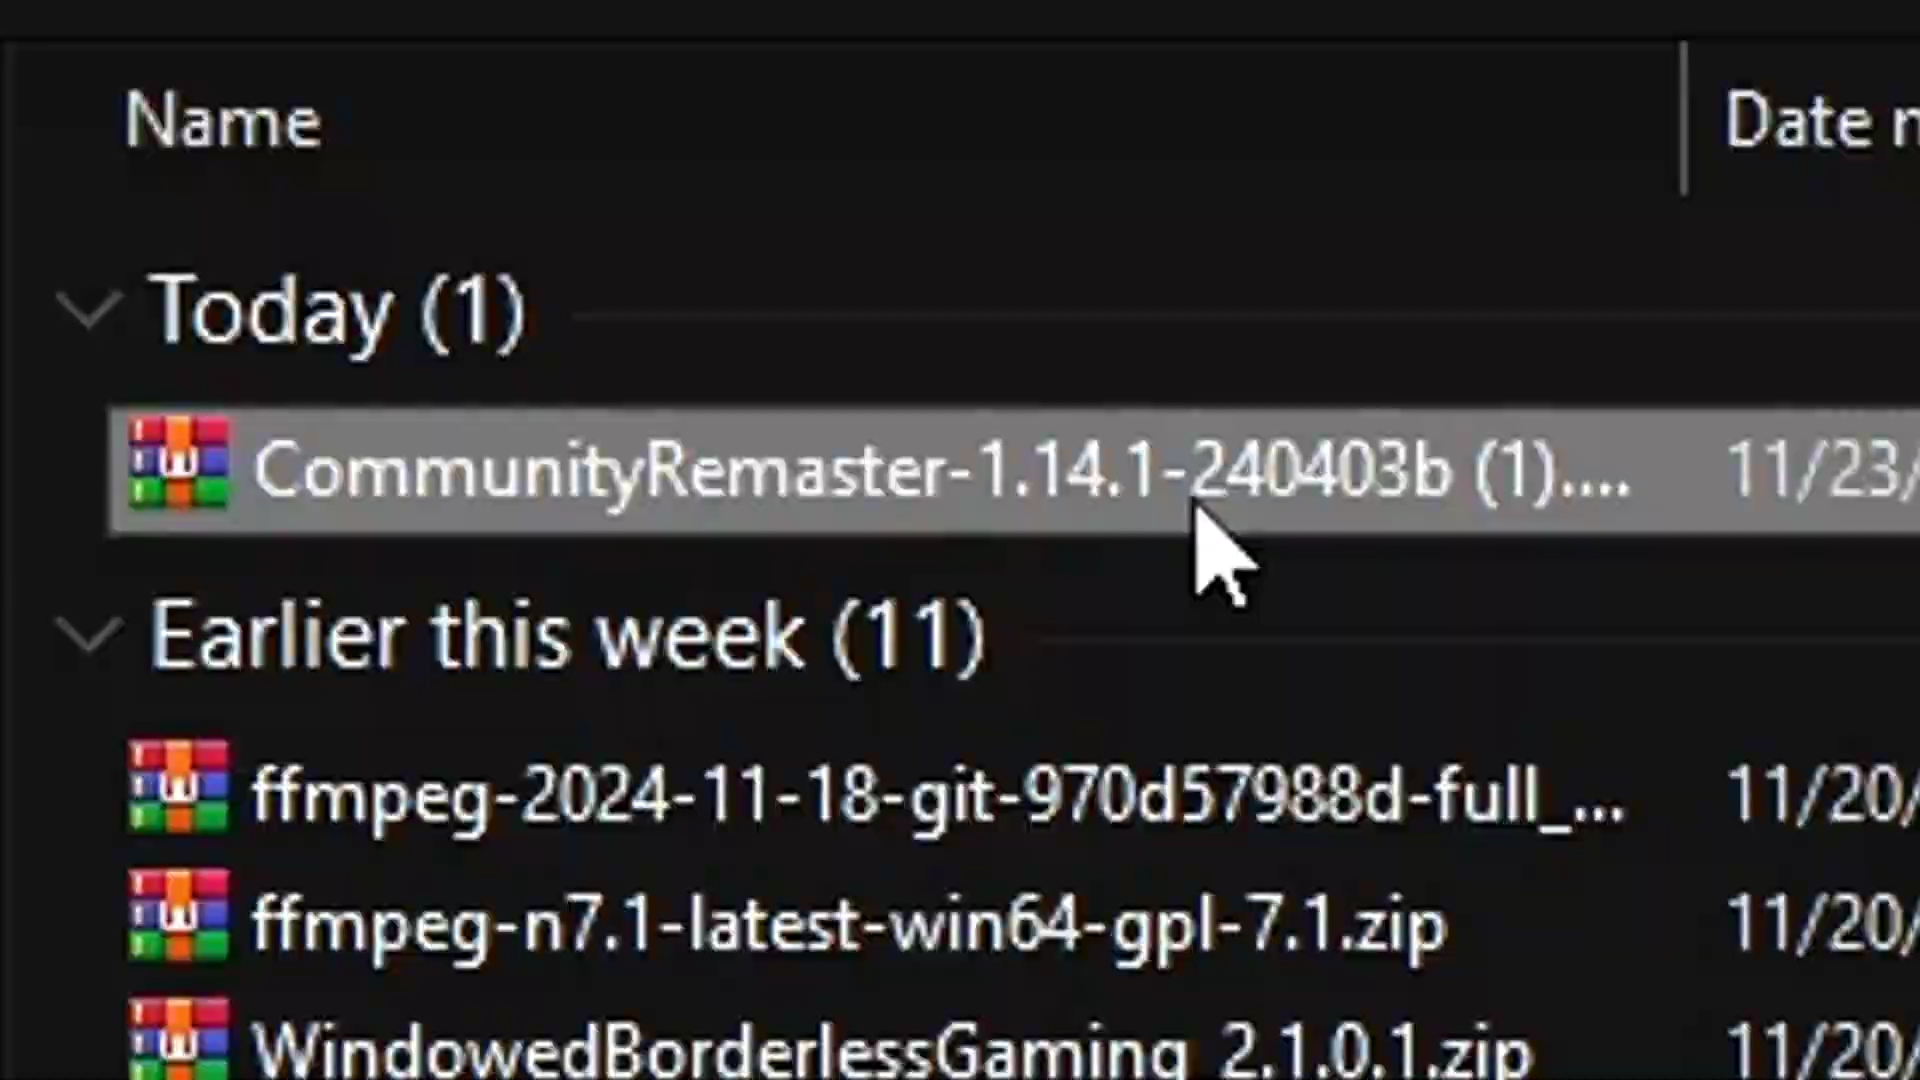 Name Date
Today (1)
CommunityRemaster-1.14.1-240403b (1).... 11/23/
Earlier this week (11)
ffmpeg-2024-11-18-git-970d57988d-full_... 11/20/
ffmpeg-n7.1-latest-win64-gpl-7.1.zip 11/20/
WindowedBorderlessGaming_2.1.0.1.zip 11/20/